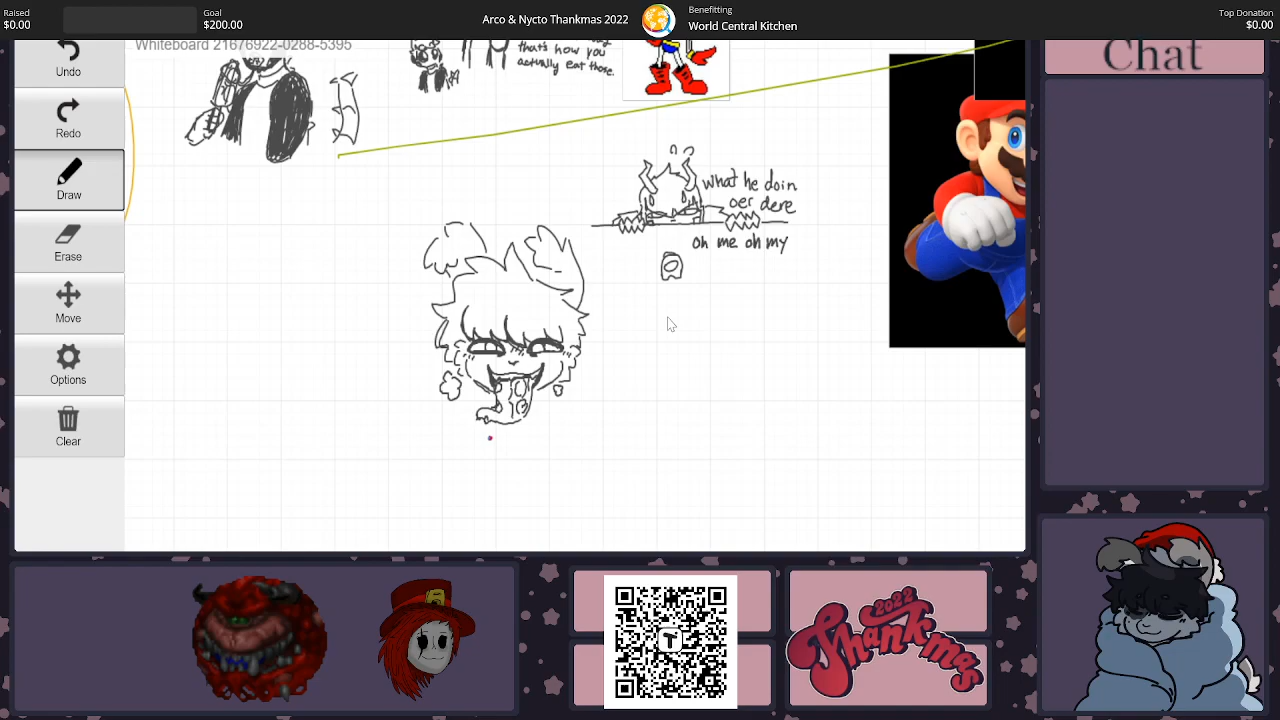 Raised
$0.00
Goal
$200.00
Arco & Nycto Thankmas 2022
Benefitting
World Central Kitchen
Top Donation
$0.00
Undo
Redo
Draw
Erase
Move
Options
Clear
Whiteboard 21676922-0288-5395
that's how you
actually eat those.
what he doin
oer dere
oh me oh my
Chat
T
2022
Thankmas